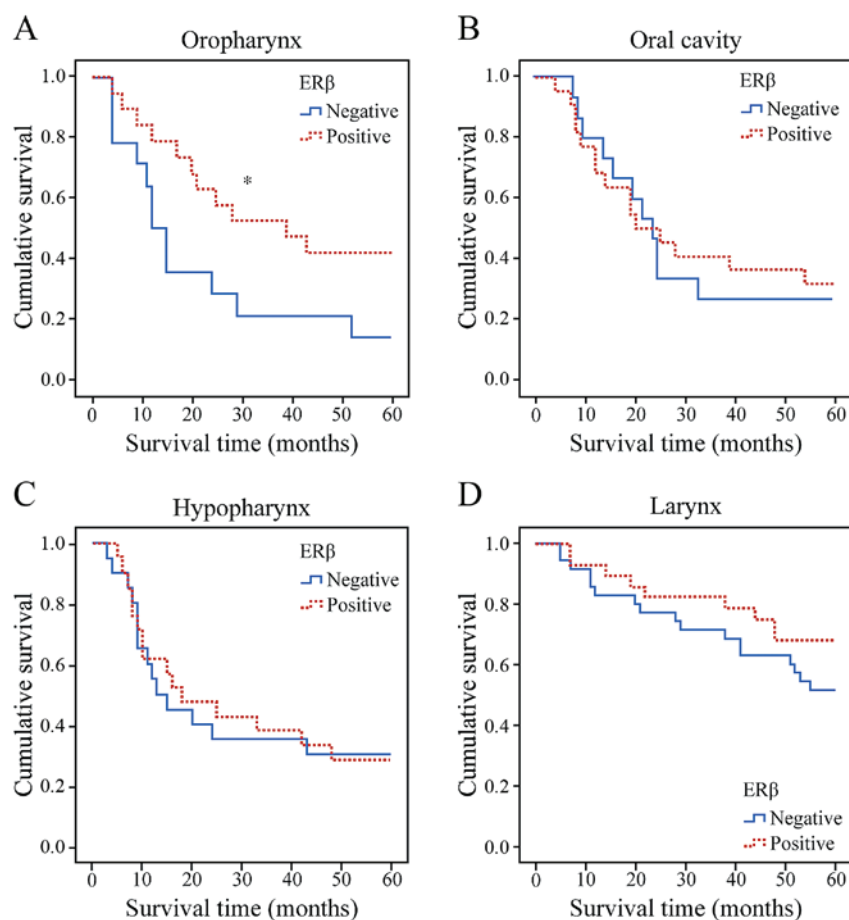 A
Oropharynx
ERβ
Negative
Positive
*
1.0
0.8
0.6
0.4
0.2
0.0
Cumulative survival
0 10 20 30 40 50 60
Survival time (months)
B
Oral cavity
ERβ
Negative
Positive
1.0
0.8
0.6
0.4
0.2
0.0
Cumulative survival
0 10 20 30 40 50 60
Survival time (months)
C
Hypopharynx
ERβ
Negative
Positive
1.0
0.8
0.6
0.4
0.2
0.0
Cumulative survival
0 10 20 30 40 50 60
Survival time (months)
D
Larynx
1.0
0.8
0.6
0.4
0.2
0.0
Cumulative survival
ERβ
Negative
Positive
0 10 20 30 40 50 60
Survival time (months)